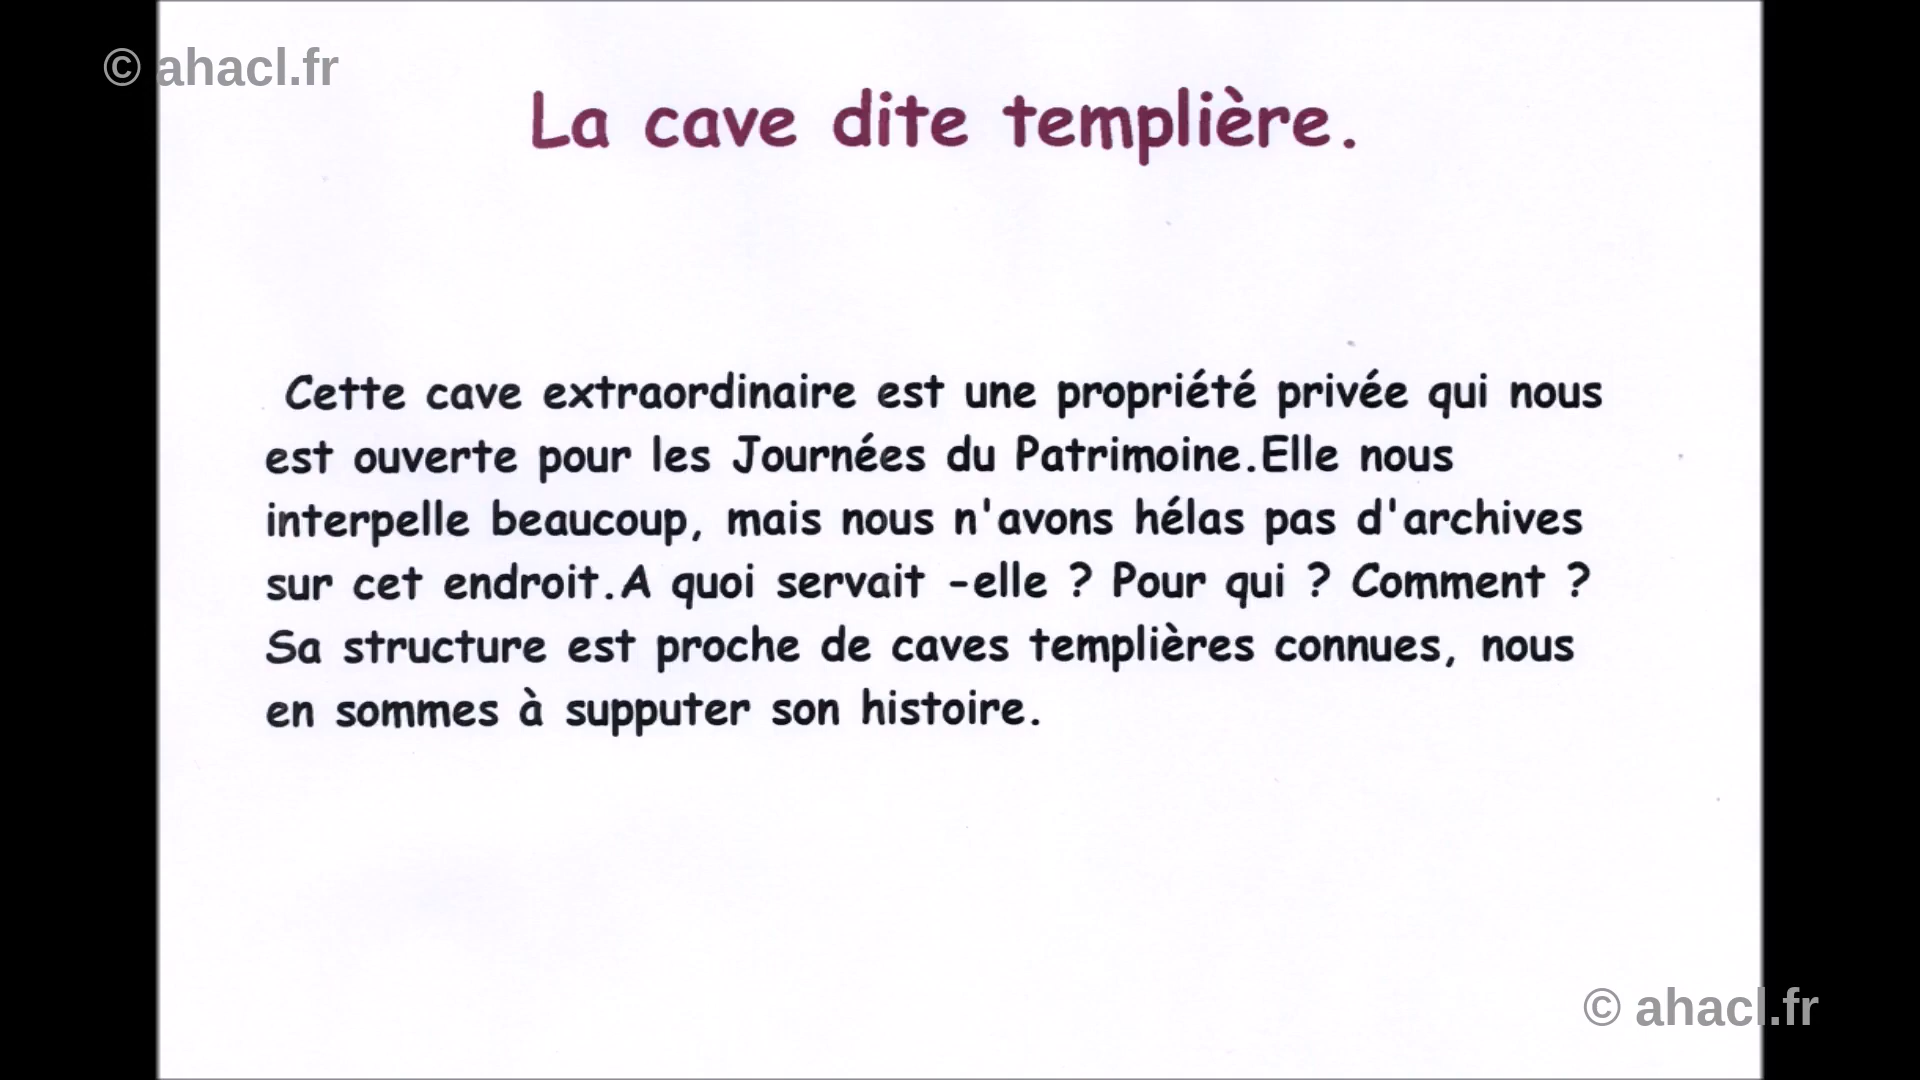 © ahacl.fr
La cave dite templière.
Cette cave extraordinaire est une propriété privée qui nous
est ouverte pour les Journées du Patrimoine.Elle nous
interpelle beaucoup, mais nous n'avons hélas pas d'archives
sur cet endroit.A quoi servait -elle ? Pour qui ? Comment ?
Sa structure est proche de caves templières connues, nous
en sommes à supputer son histoire.
© ahacl.fr